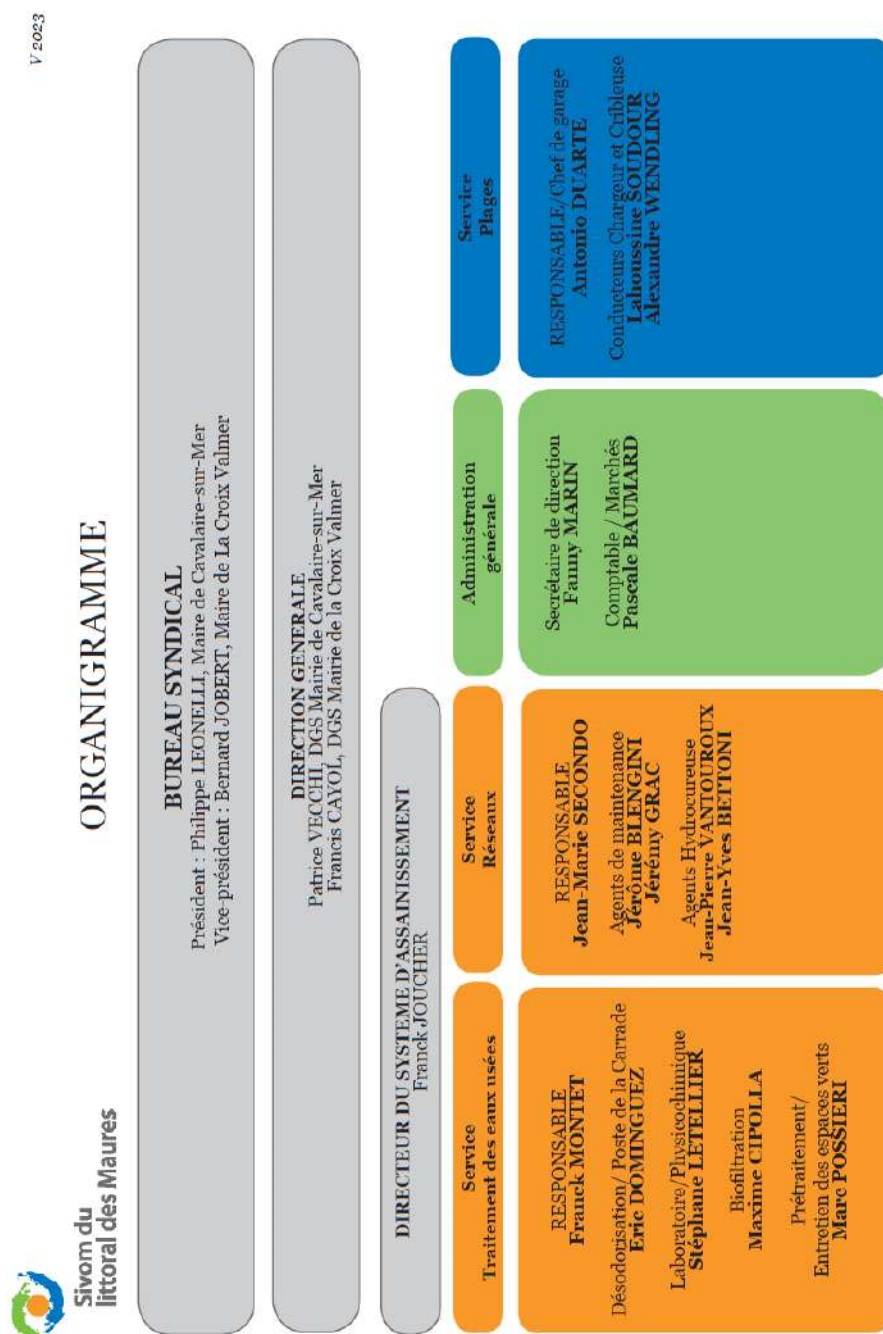 V 2023
Sivom du
littoral des Maures
ORGANIGRAMME
BUREAU SYNDICAL
Président : Philippe LEONELLI, Maire de Cavalaire-sur-Mer
Vice-président : Bernard JOBERT, Maire de La Croix Valmer
DIRECTION GENERALE
Patrice VECCHI, DGS Mairie de Cavalaire-sur-Mer
Francis CAYOL, DGS Mairie de la Croix Valmer
DIRECTEUR DU SYSTEME D'ASSAINISSEMENT
Franck JOUCHER
Service
Traitement des eaux usées
RESPONSABLE
Franck MONTET
Désodorisation/ Poste de la Carrade
Eric DOMINGUEZ
Laboratoire/Physicochimique
Stéphane LETELLIER
Biofiltration
Maxime CIPOLLA
Prétraitement/
Entretien des espaces verts
Marc POSSIERI
Service
Réseaux
RESPONSABLE
Jean-Marie SECONDO
Agents de maintenance
Jérôme BLENGINI
Jérémy GRAC
Agents Hydrocureuse
Jean-Pierre VANTOUROUX
Jean-Yves BETTONI
Administration
générale
Secrétaire de direction
Fanny MARIN
Comptable / Marchés
Pascale BAUMARD
Service
Plages
RESPONSABLE/Chef de garage
Antonio DUARTE
Conducteurs Chargeur et Cribleuse
Lahoussine SOUDOUR
Alexandre WENDLING